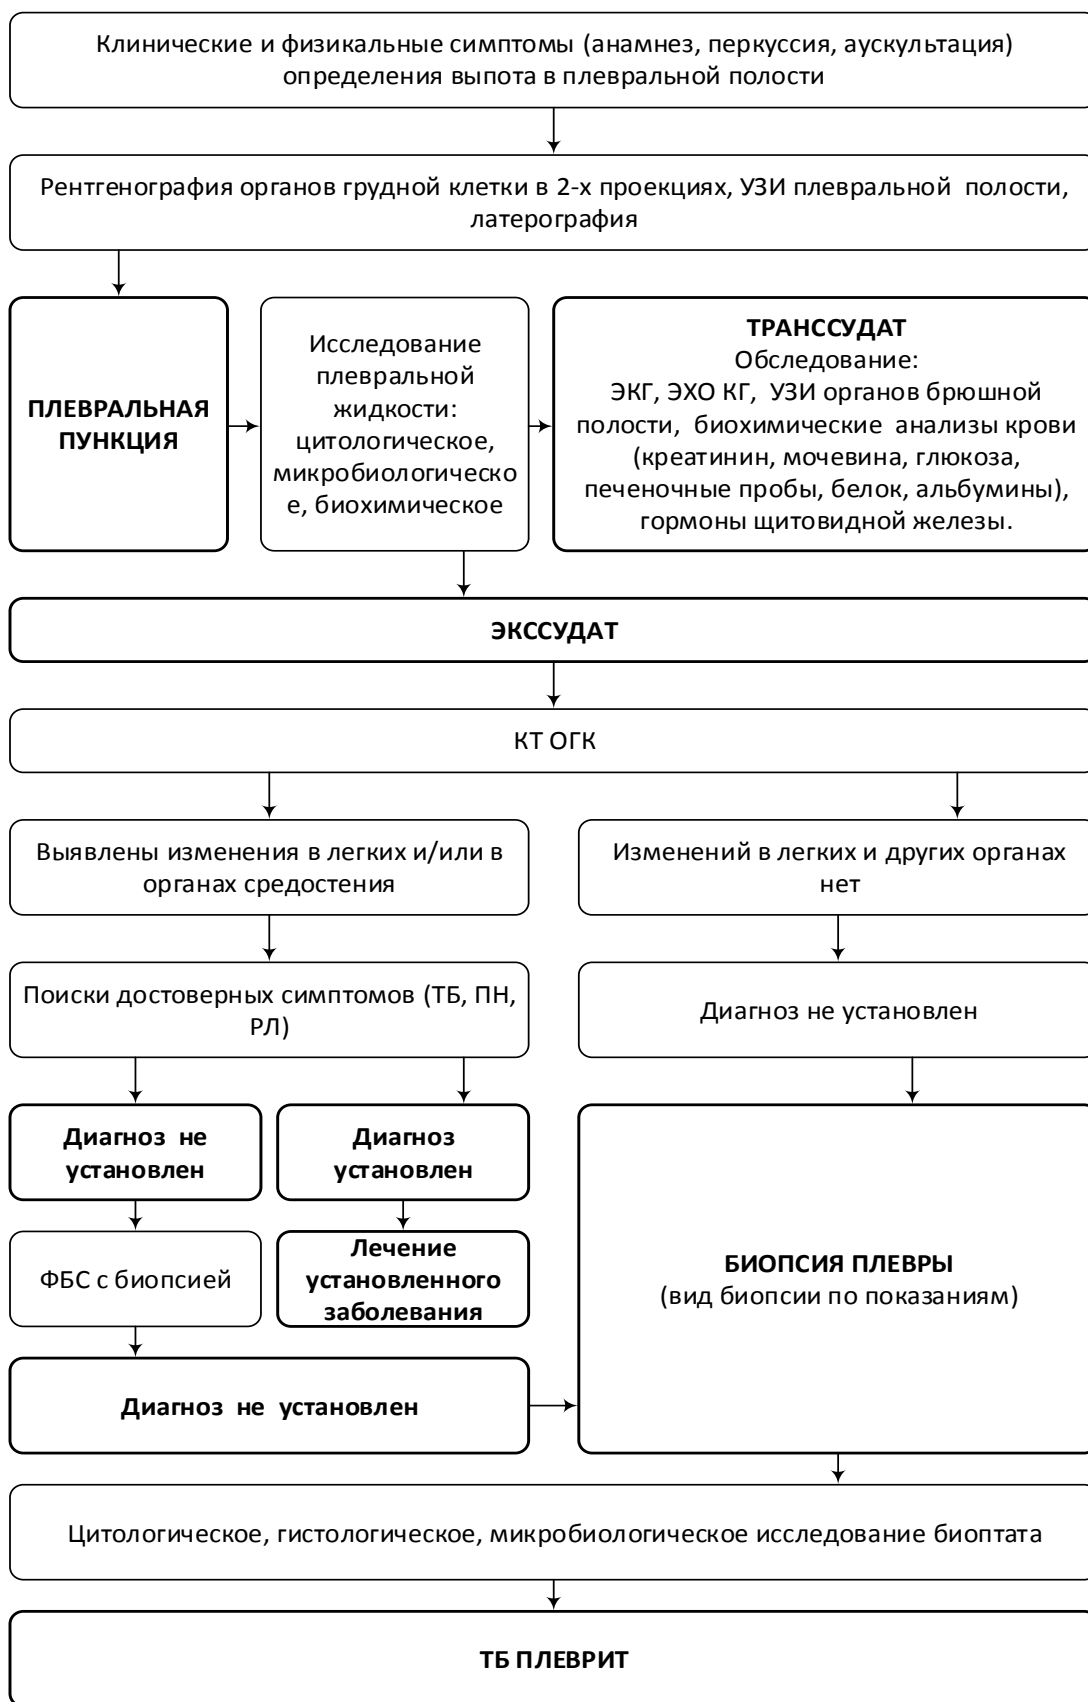 Клинические и физикальные симптомы (анамнез, перкуссия, аускультация)
определения выпота в плевральной полости
Рентгенография органов грудной клетки в 2-х проекциях, УЗИ плевральной полости,
латерография
ПЛЕВРАЛЬНАЯ
ПУНКЦИЯ
Исследование
плевральной
жидкости:
цитологическое,
микробиологическо
е, биохимическое
ТРАНССУДАТ
Обследование:
ЭКГ, ЭХО КГ, УЗИ органов брюшной
полости, биохимические анализы крови
(креатинин, мочевина, глюкоза,
печеночные пробы, белок, альбумины),
гормоны щитовидной железы.
ЭКССУДАТ
КТ ОГК
Выявлены изменения в легких и/или в
органах средостения
Изменений в легких и других органах
нет
Поиски достоверных симптомов (ТБ, ПН,
РЛ)
Диагноз не установлен
Диагноз не
установлен
Диагноз
установлен
ФБС с биопсией
Лечение
установленного
заболевания
БИОПСИЯ ПЛЕВРЫ
(вид биопсии по показаниям)
Диагноз не установлен
Цитологическое, гистологическое, микробиологическое исследование биоптата
ТБ ПЛЕВРИТ